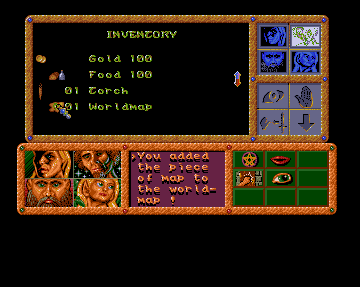 INVENTORY
Gold 100
Food 100
01 Torch
01 Worldmap
You added
the piece
of map to
the world-
map !